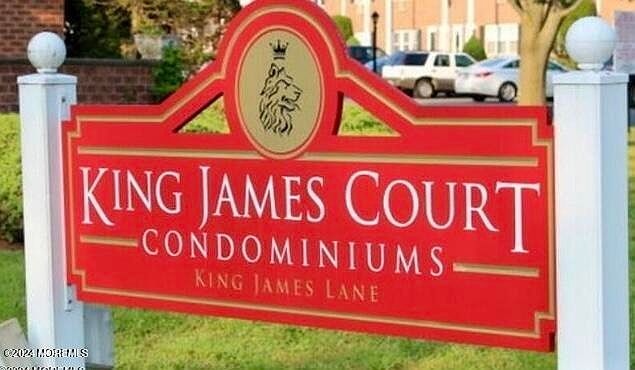 KING JAMES COURT
CONDOMINIUMS
KING JAMES LANE
©2024 MOREMLS